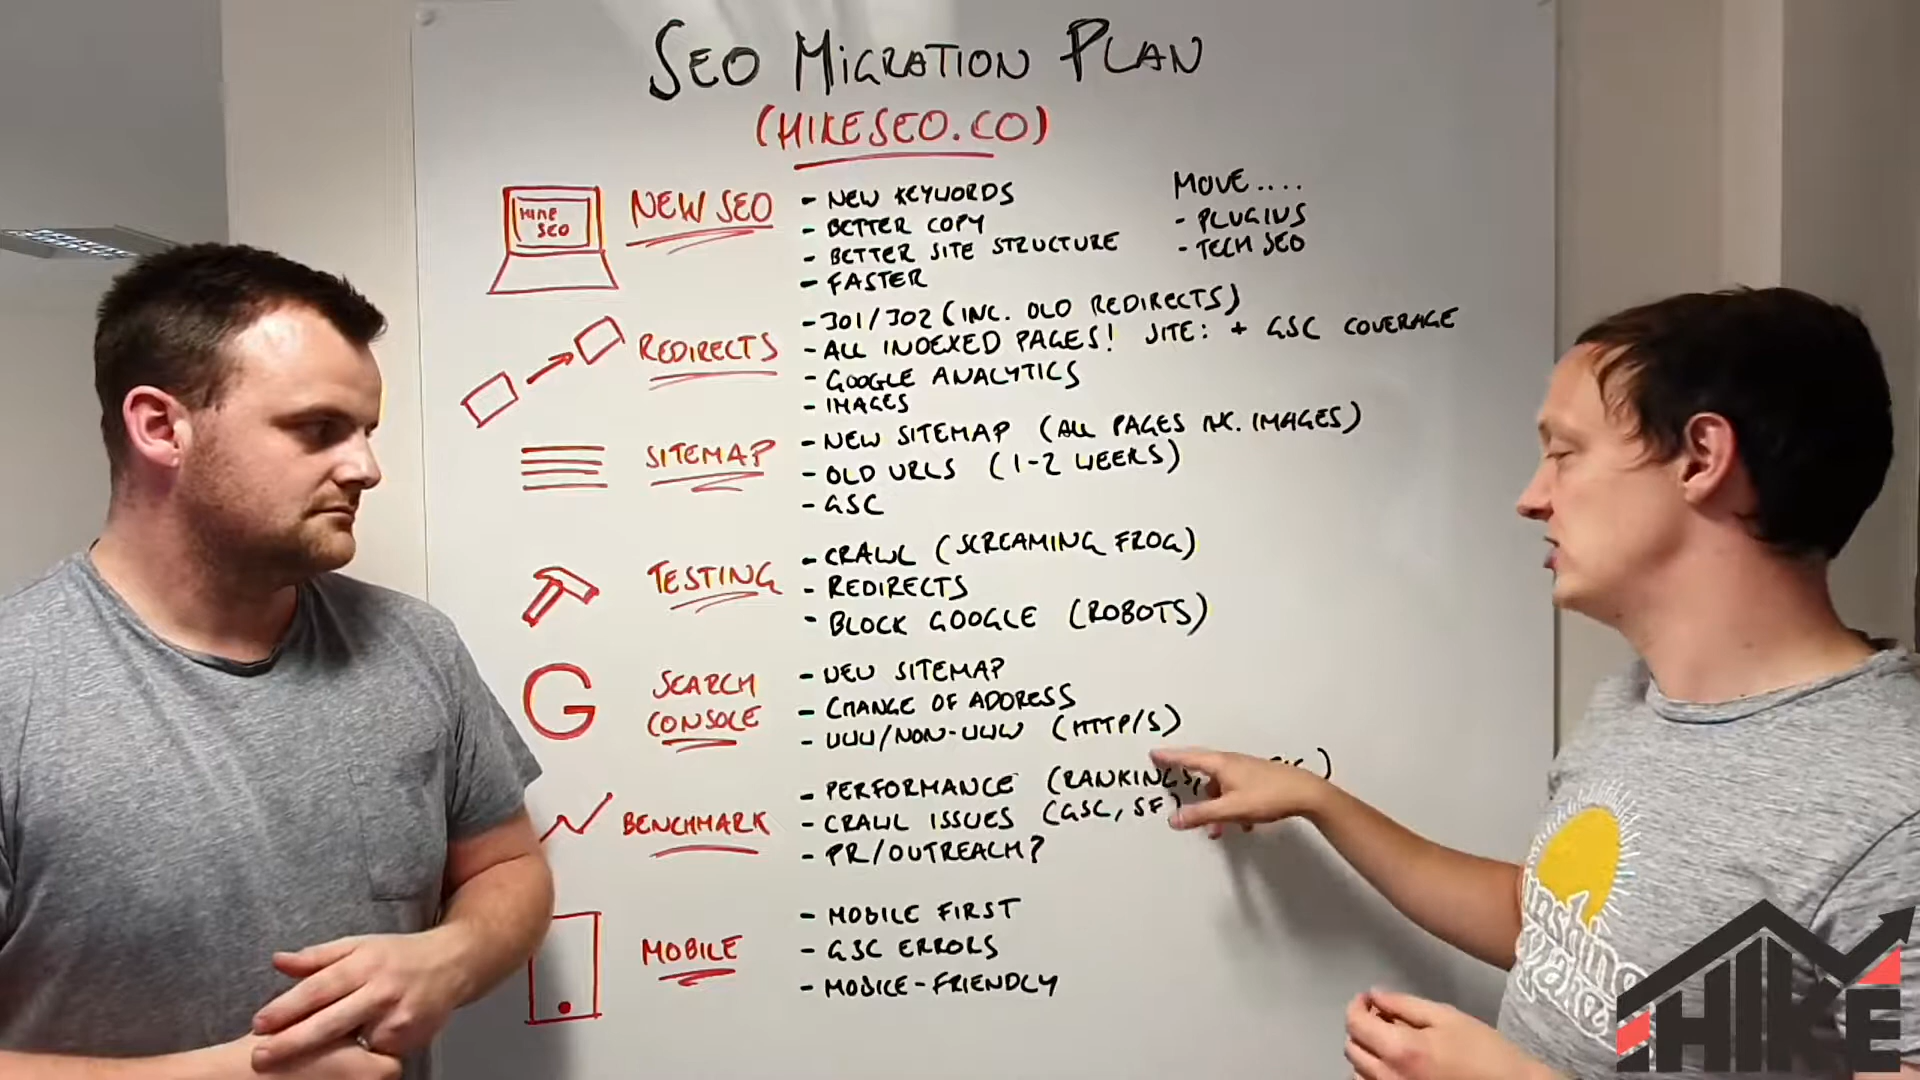 SEO MIGRATION PLAN
(HIKESEO.CO)
HIKE
SEO
NEW SEO
- NEW KEYWORDS
- BETTER COPY
- BETTER SITE STRUCTURE
- FASTER
MOVE....
- PLUGINS
- TECH SEO
REDIRECTS
- 301/302 (INC. OLD REDIRECTS)
- ALL INDEXED PAGES! SITE: + GSC COVERAGE
- GOOGLE ANALYTICS
- IMAGES
SITEMAP
- NEW SITEMAP (ALL PAGES INC. IMAGES)
- OLD URLS (1-2 WEEKS)
- GSC
TESTING
- CRAWL (SCREAMING FROG)
- REDIRECTS
- BLOCK GOOGLE (ROBOTS)
G
SEARCH
CONSOLE
- NEW SITEMAP
- CHANGE OF ADDRESS
- WWW/NON-WWW (HTTP/S)
BENCHMARK
- PERFORMANCE (RANKINGS, )
- CRAWL ISSUES (GSC, SF)
- PR/OUTREACH?
MOBILE
- MOBILE FIRST
- GSC ERRORS
- MOBILE-FRIENDLY
HIKE